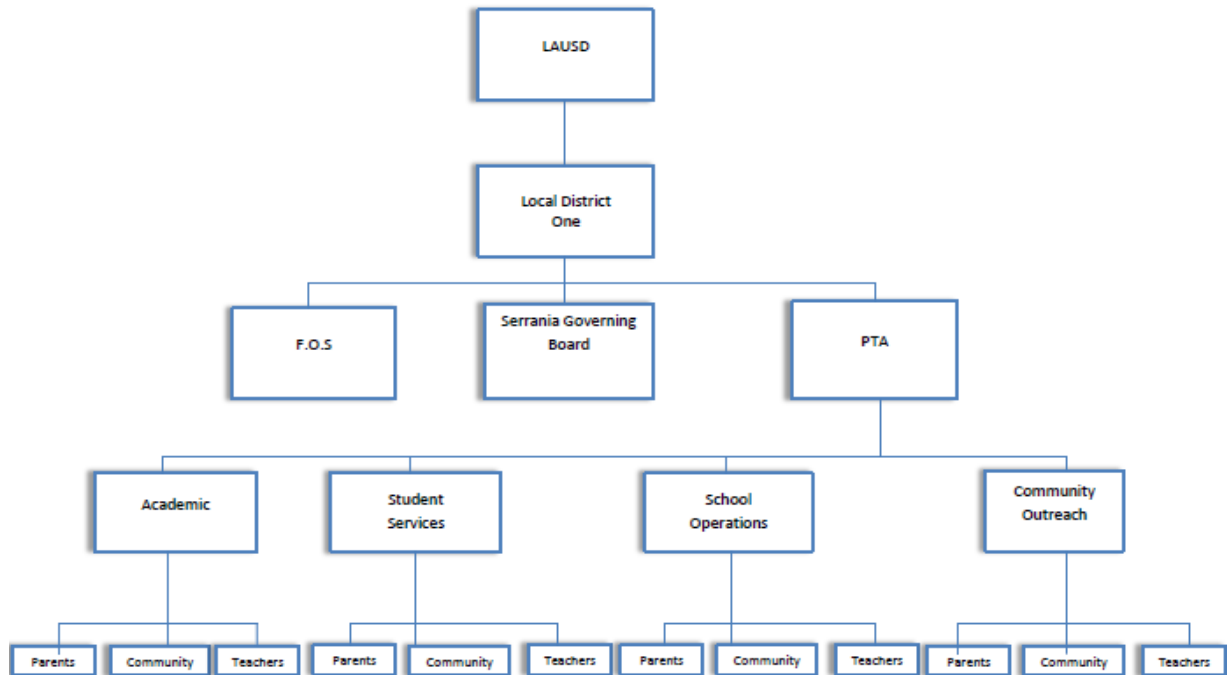 LAUSD
Local District
One
F.O.S
Serrania Governing
Board
PTA
Academic
Student
Services
School
Operations
Community
Outreach
Parents
Community
Teachers
Parents
Community
Teachers
Parents
Community
Teachers
Parents
Community
Teachers